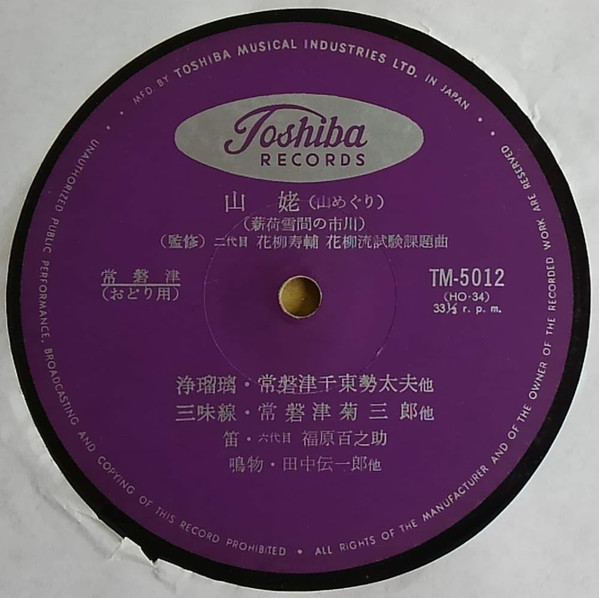 MFD. BY TOSHIBA MUSICAL INDUSTRIES LTD. IN JAPAN
Toshiba
RECORDS
山姥(山めぐり)
(薪荷雪間の市川)
(監修) 二代目 花柳寿輔 花柳流試験課題曲
常磐津
(おどり用)
TM-5012
(HO-34)
33⅓ r. p. m.
浄瑠璃・常磐津千東勢太夫他
三味線・常磐津菊三郎他
笛・六代目 福原百之助
鳴物・田中伝一郎他
UNAUTHORIZED PUBLIC PERFORMANCE, BROADCASTING AND COPYING OF THIS RECORD PROHIBITED • ALL RIGHTS OF THE MANUFACTURER AND OF THE OWNER OF THE RECORDED WORK ARE RESERVED